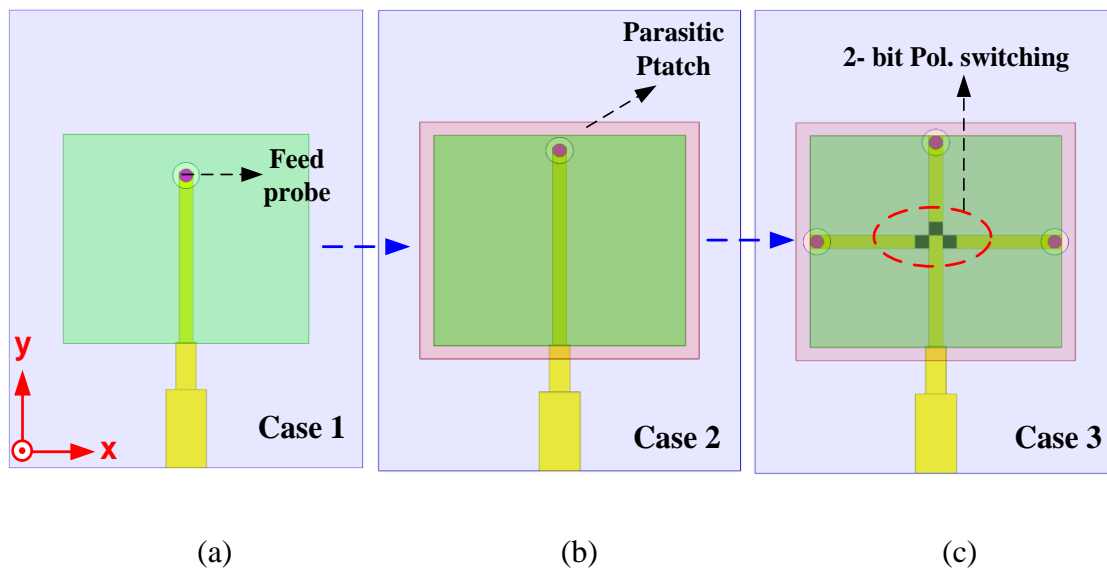 Parasitic
Ptatch
2- bit Pol. switching
Feed
probe
y
x
Case 1
Case 2
Case 3
(a)
(b)
(c)